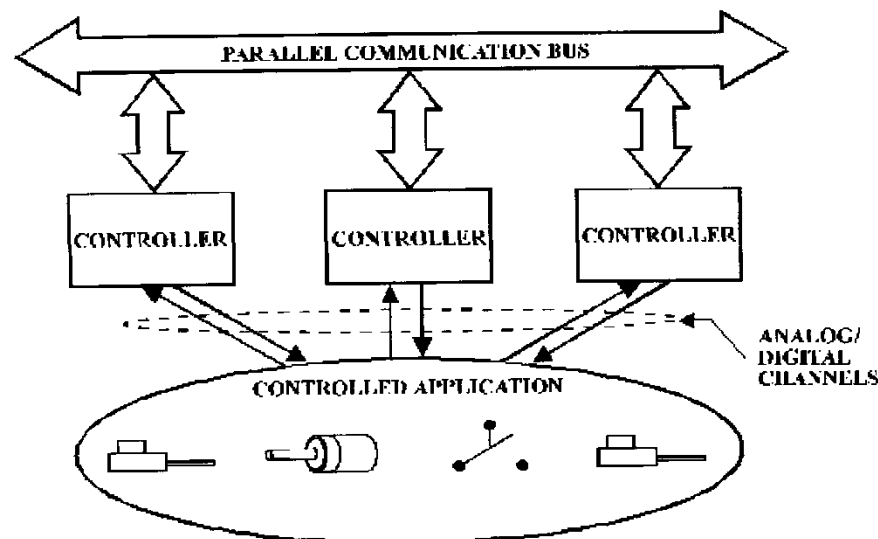 PARALLEL COMMUNICATION BUS
CONTROLLER
CONTROLLER
CONTROLLER
ANALOG/
DIGITAL
CHANNELS
CONTROLLED APPLICATION